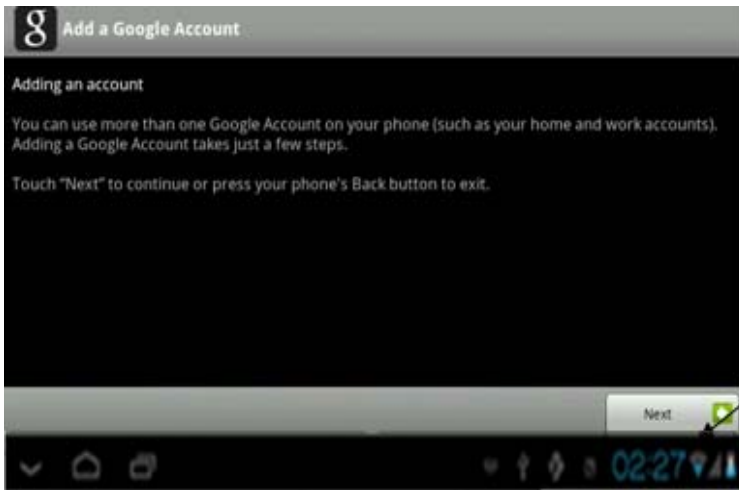 g Add a Google Account
Adding an account
You can use more than one Google Account on your phone (such as your home and work accounts).
Adding a Google Account takes just a few steps.
Touch “Next” to continue or press your phone's Back button to exit.
Next
02:27